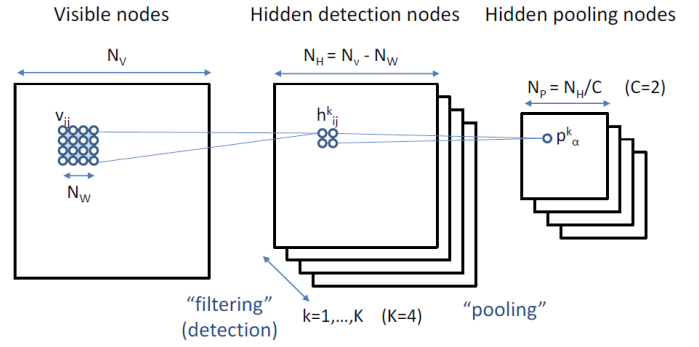 Visible nodes
Hidden detection nodes
Hidden pooling nodes
N_V
N_H = N_v - N_W
N_P = N_H/C (C=2)
v_ij
h^k_ij
p^k_α
N_W
"filtering"
(detection)
k=1,...,K (K=4)
"pooling"